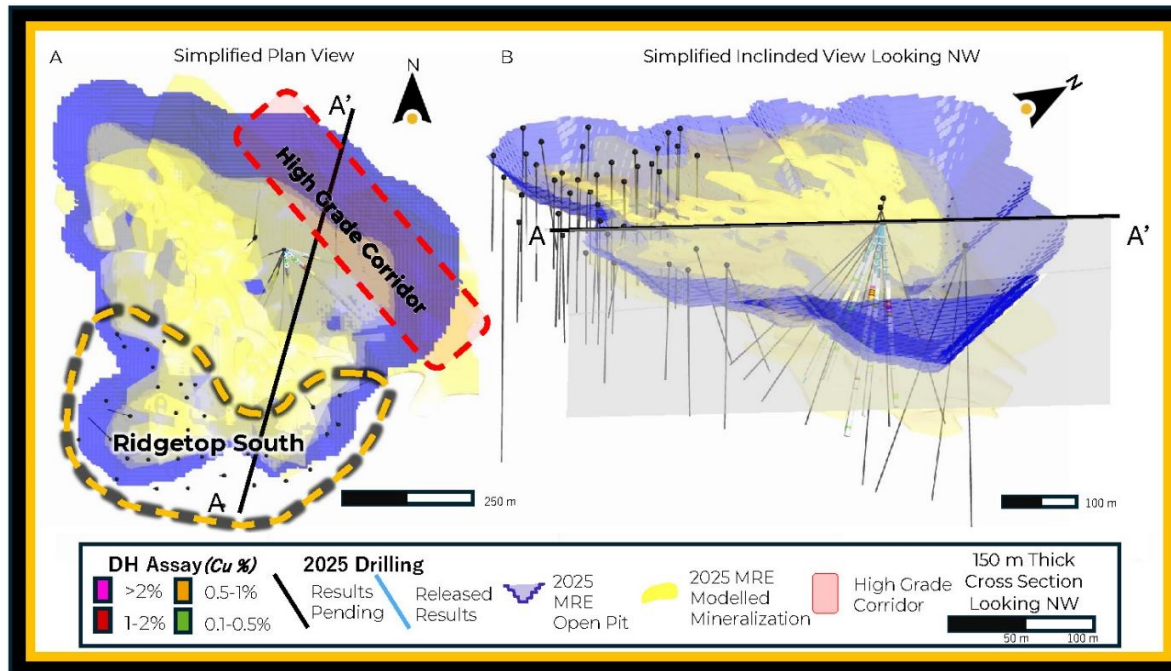 A
Simplified Plan View
N
A'
High Grade Corridor
Ridgetop South
A
250 m
B
Simplified Inclinded View Looking NW
N
A
A'
100 m
DH Assay (Cu %)
>2%
0.5-1%
1-2%
0.1-0.5%
2025 Drilling
Results
Pending
Released
Results
2025
MRE
Open Pit
2025 MRE
Modelled
Mineralization
High Grade
Corridor
150 m Thick
Cross Section
Looking NW
50 m
100 m